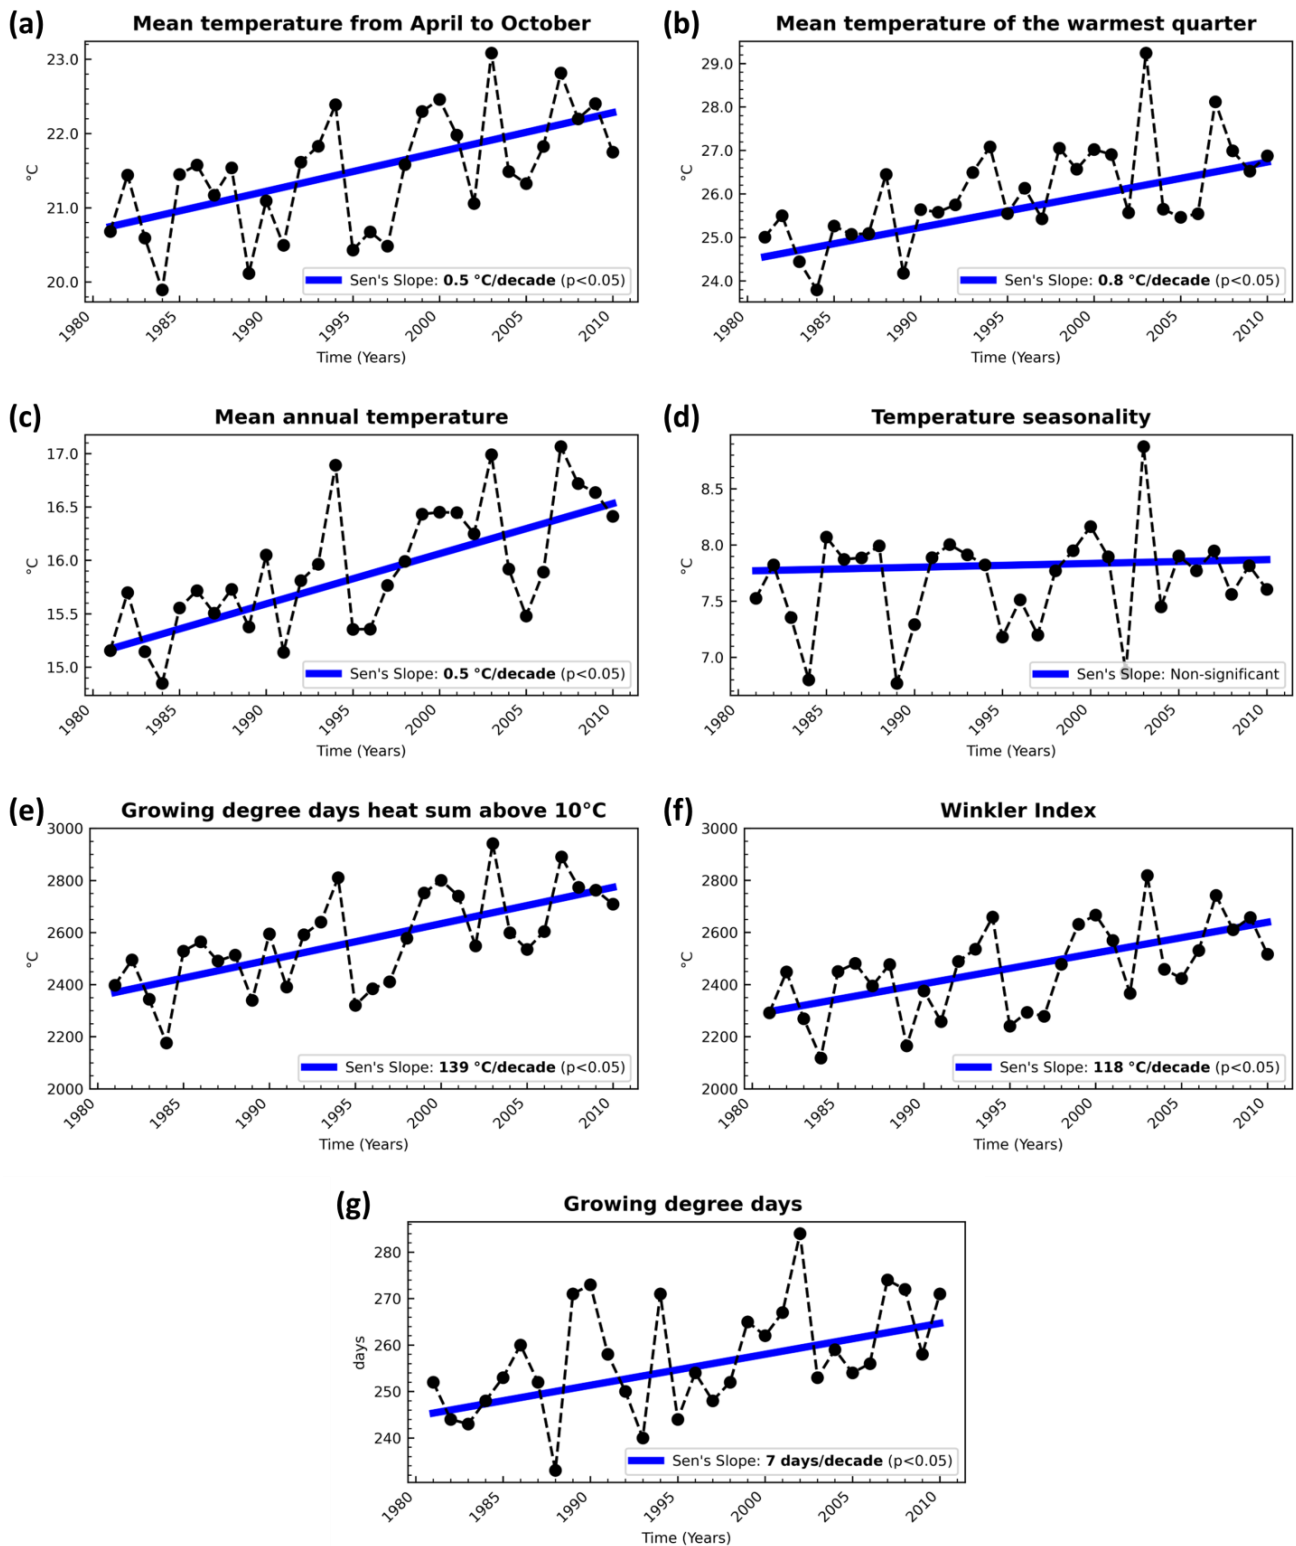 (a) Mean temperature from April to October
23.0
22.0
21.0
20.0
°C
Sen's Slope: 0.5 °C/decade (p<0.05)
1980 1985 1990 1995 2000 2005 2010
Time (Years)
(b) Mean temperature of the warmest quarter
29.0
28.0
27.0
26.0
25.0
24.0
°C
Sen's Slope: 0.8 °C/decade (p<0.05)
1980 1985 1990 1995 2000 2005 2010
Time (Years)
(c) Mean annual temperature
17.0
16.5
16.0
15.5
15.0
°C
Sen's Slope: 0.5 °C/decade (p<0.05)
1980 1985 1990 1995 2000 2005 2010
Time (Years)
(d) Temperature seasonality
8.5
8.0
7.5
7.0
°C
Sen's Slope: Non-significant
1980 1985 1990 1995 2000 2005 2010
Time (Years)
(e) Growing degree days heat sum above 10°C
3000
2800
2600
2400
2200
2000
°C
Sen's Slope: 139 °C/decade (p<0.05)
1980 1985 1990 1995 2000 2005 2010
Time (Years)
(f) Winkler Index
3000
2800
2600
2400
2200
2000
°C
Sen's Slope: 118 °C/decade (p<0.05)
1980 1985 1990 1995 2000 2005 2010
Time (Years)
(g) Growing degree days
280
270
260
250
240
days
Sen's Slope: 7 days/decade (p<0.05)
1980 1985 1990 1995 2000 2005 2010
Time (Years)